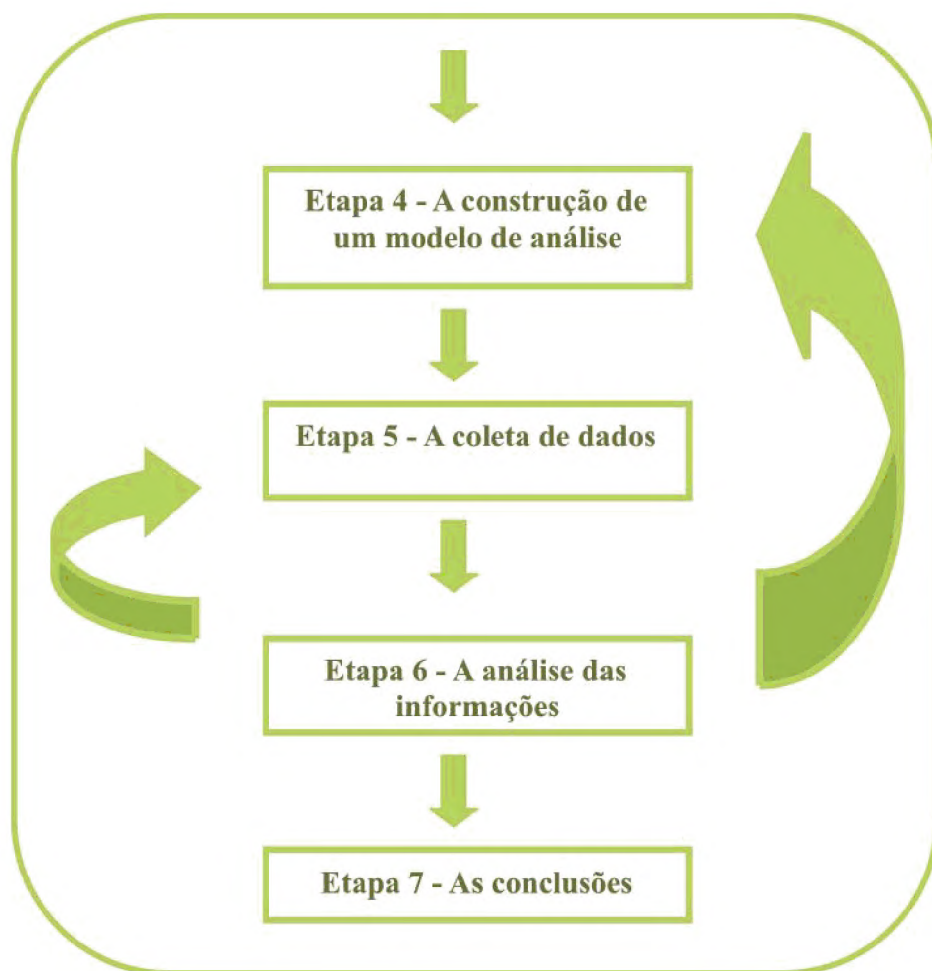 Etapa 4 - A construção de
um modelo de análise
Etapa 5 - A coleta de dados
Etapa 6 - A análise das
informações
Etapa 7 - As conclusões